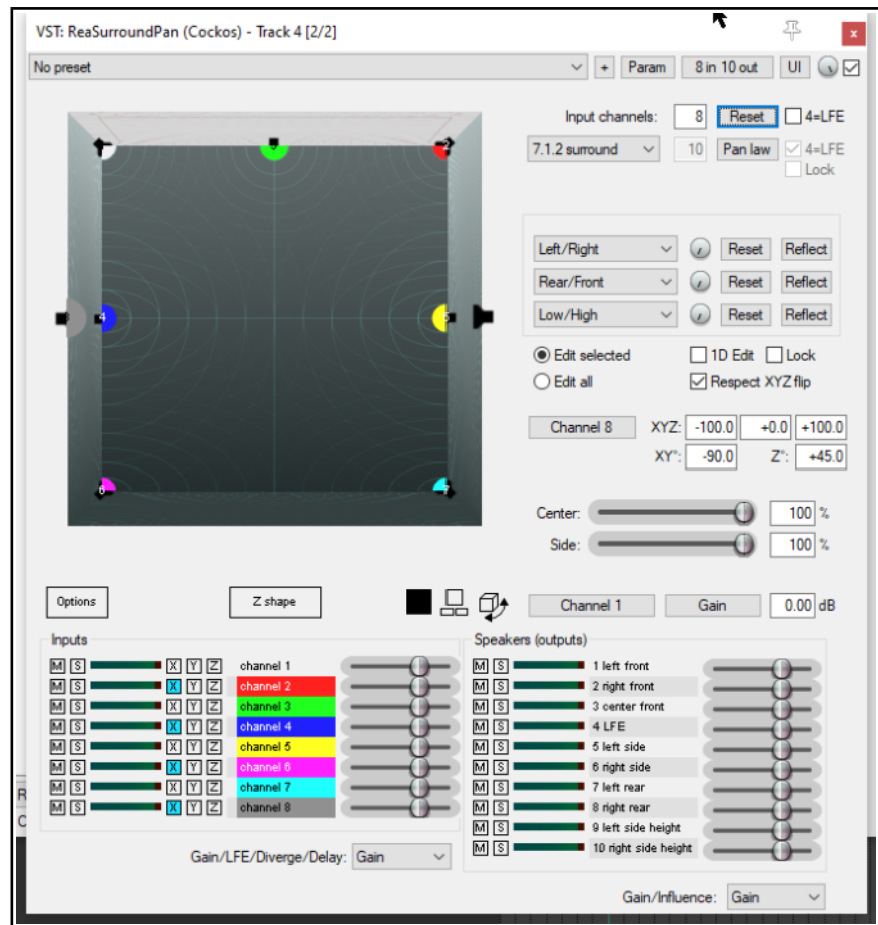 VST: ReaSurroundPan (Cockos) - Track 4 [2/2]
x
No preset + Param 8 in 10 out UI
Input channels: 8 Reset 4=LFE
7.1.2 surround 10 Pan law 4=LFE
Lock
Left/Right Reset Reflect
Rear/Front Reset Reflect
Low/High Reset Reflect
Edit selected 1D Edit Lock
Edit all Respect XYZ flip
Channel 8 XYZ: -100.0 +0.0 +100.0
XY°: -90.0 Z°: +45.0
Center: 100 %
Side: 100 %
4
6
Options Z shape Channel 1 Gain 0.00 dB
Inputs
M S X Y Z channel 1
M S X Y Z channel 2
M S X Y Z channel 3
M S X Y Z channel 4
M S X Y Z channel 5
M S X Y Z channel 6
M S X Y Z channel 7
M S X Y Z channel 8
Gain/LFE/Diverge/Delay: Gain
Speakers (outputs)
M S 1 left front
M S 2 right front
M S 3 center front
M S 4 LFE
M S 5 left side
M S 6 right side
M S 7 left rear
M S 8 right rear
M S 9 left side height
M S 10 right side height
Gain/Influence: Gain
R
C